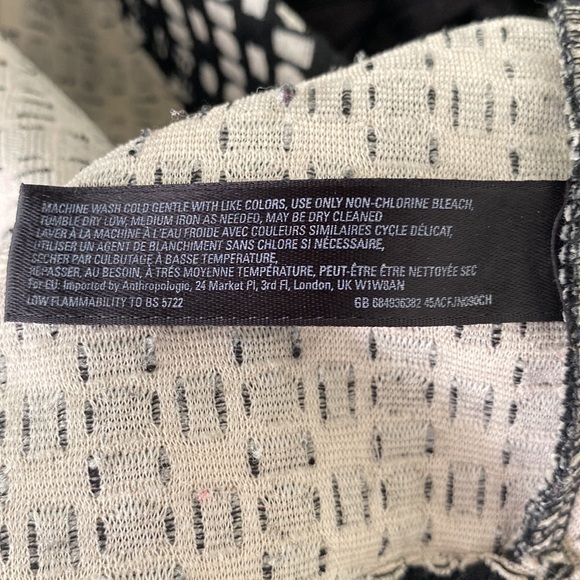 MACHINE WASH COLD GENTLE WITH LIKE COLORS, USE ONLY NON-CHLORINE BLEACH,
TUMBLE DRY LOW, MEDIUM IRON AS NEEDED, MAY BE DRY CLEANED
LAVER À LA MACHINE À L'EAU FROIDE AVEC COULEURS SIMILAIRES CYCLE DÉLICAT,
UTILISER UN AGENT DE BLANCHIMENT SANS CHLORE SI NÉCESSAIRE,
SÉCHER PAR CULBUTAGE À BASSE TEMPÉRATURE,
REPASSER, AU BESOIN, À TRÉS MOYENNE TEMPÉRATURE, PEUT-ÊTRE ÊTRE NETTOYÉE SEC
For EU: Imported by Anthropologie, 24 Market Pl, 3rd Fl, London, UK W1W8AN
LOW FLAMMABILITY TO BS 5722 6B 684936382 45ACFJN090CH